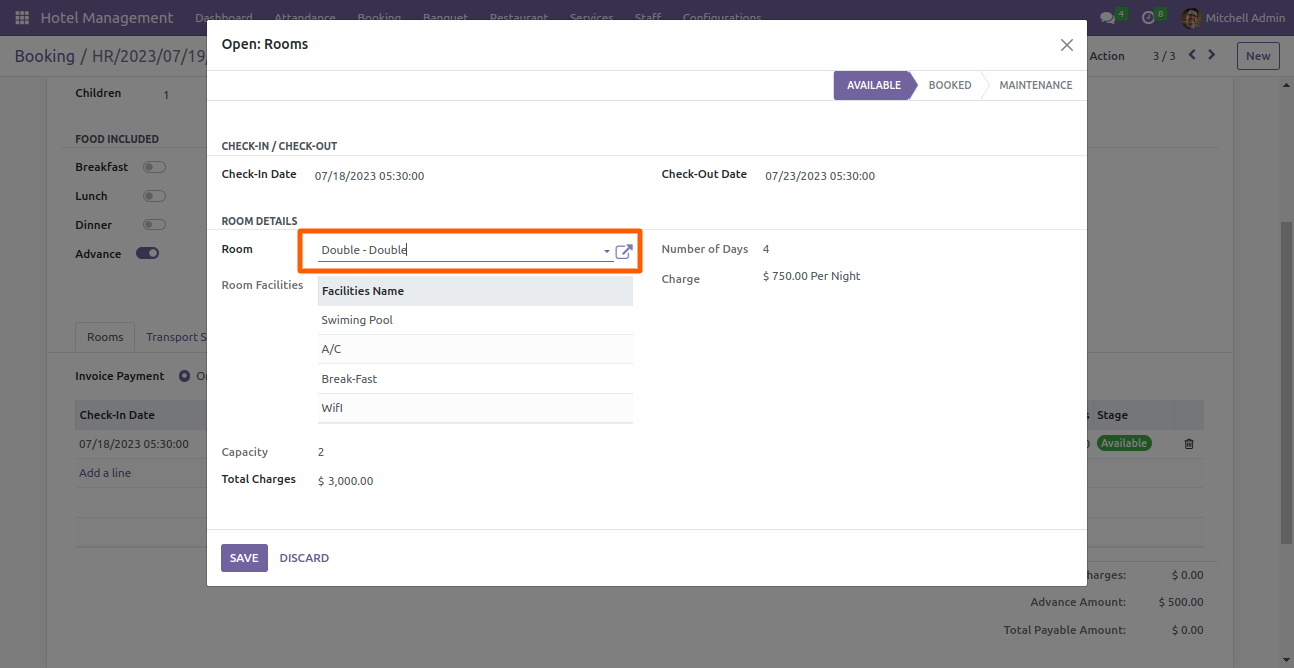 Hotel Management Dashboard Attendance Booking Banquet Restaurant Services Staff Configurations 4 8 Mitchell Admin
Booking / HR/2023/07/19/ Action 3 / 3 New
Open: Rooms
AVAILABLE BOOKED MAINTENANCE
Children 1
FOOD INCLUDED
Breakfast
Lunch
Dinner
Advance
CHECK-IN / CHECK-OUT
Check-In Date 07/18/2023 05:30:00 Check-Out Date 07/23/2023 05:30:00
ROOM DETAILS
Room Double - Double Number of Days 4
Room Facilities Facilities Name Charge $ 750.00 Per Night
Swiming Pool
A/C
Break-Fast
WifI
Capacity 2
Total Charges $ 3,000.00
SAVE DISCARD
Rooms Transport S
Invoice Payment
Check-In Date Stage
07/18/2023 05:30:00 Available
Add a line
harges: $ 0.00
Advance Amount: $ 500.00
Total Payable Amount: $ 0.00